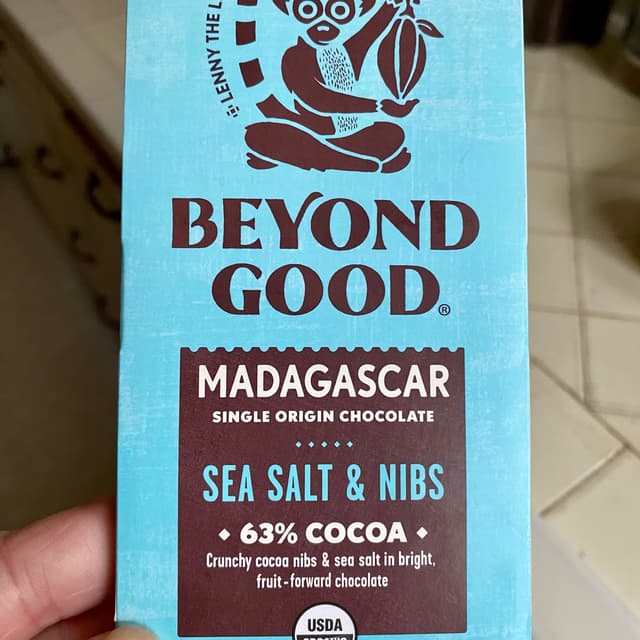 LENNY THE
BEYOND
GOOD®
MADAGASCAR
SINGLE ORIGIN CHOCOLATE
SEA SALT & NIBS
63% COCOA
Crunchy cocoa nibs & sea salt in bright,
fruit-forward chocolate
USDA